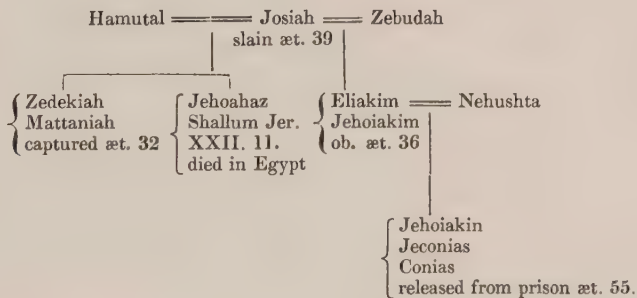 Hamutal Josiah Zebudah
slain æt. 39
Zedekiah
Mattaniah
captured æt. 32
Jehoahaz
Shallum Jer.
XXII. 11.
died in Egypt
Eliakim Nehushta
Jehoiakim
ob. æt. 36
Jehoiakin
Jeconias
Conias
released from prison æt. 55.